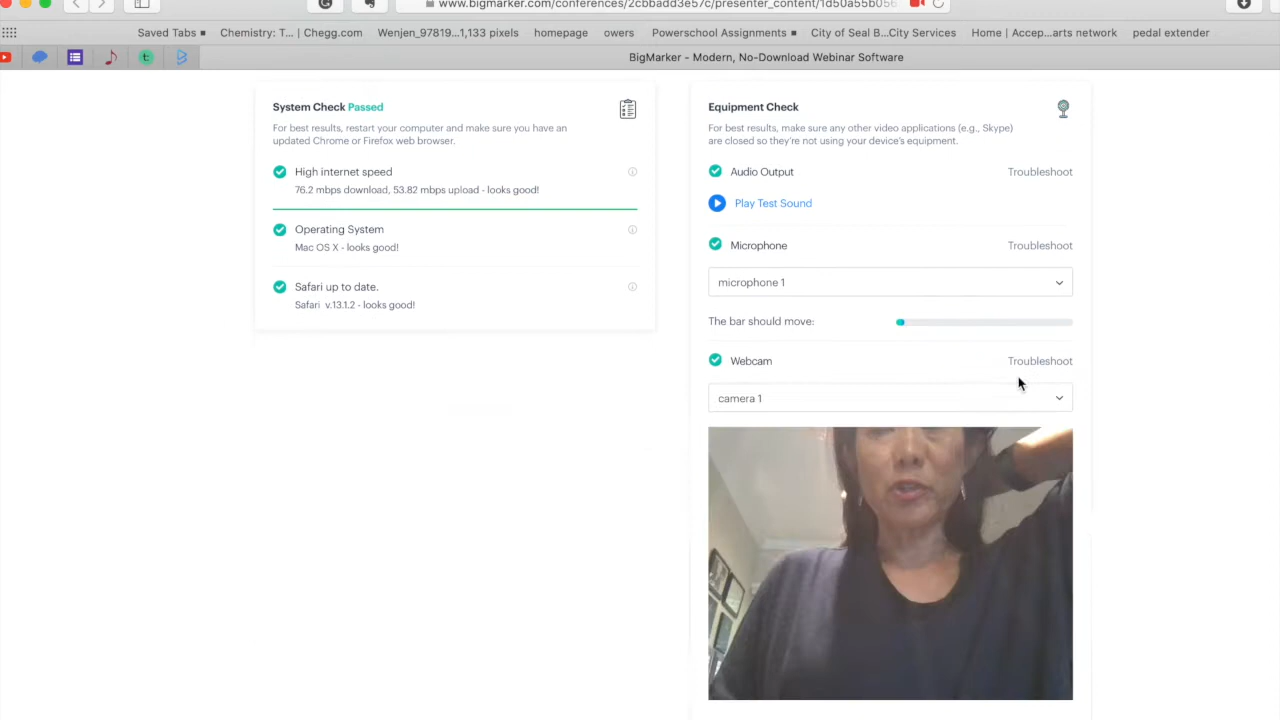 www.bigmarker.com/conferences/2cbbadd3e57c/presenter_content/1d50a55b056
Saved Tabs Chemistry: T... | Chegg.com Wenjen_97819...1,133 pixels homepage owers Powerschool Assignments City of Seal B...City Services Home | Accep...arts network pedal extender
BigMarker - Modern, No-Download Webinar Software
System Check Passed
For best results, restart your computer and make sure you have an
updated Chrome or Firefox web browser.
High internet speed
76.2 mbps download, 53.82 mbps upload - looks good!
Operating System
Mac OS X - looks good!
Safari up to date.
Safari v.13.1.2 - looks good!
Equipment Check
For best results, make sure any other video applications (e.g., Skype)
are closed so they're not using your device's equipment.
Audio Output Troubleshoot
Play Test Sound
Microphone Troubleshoot
microphone 1
The bar should move:
Webcam Troubleshoot
camera 1